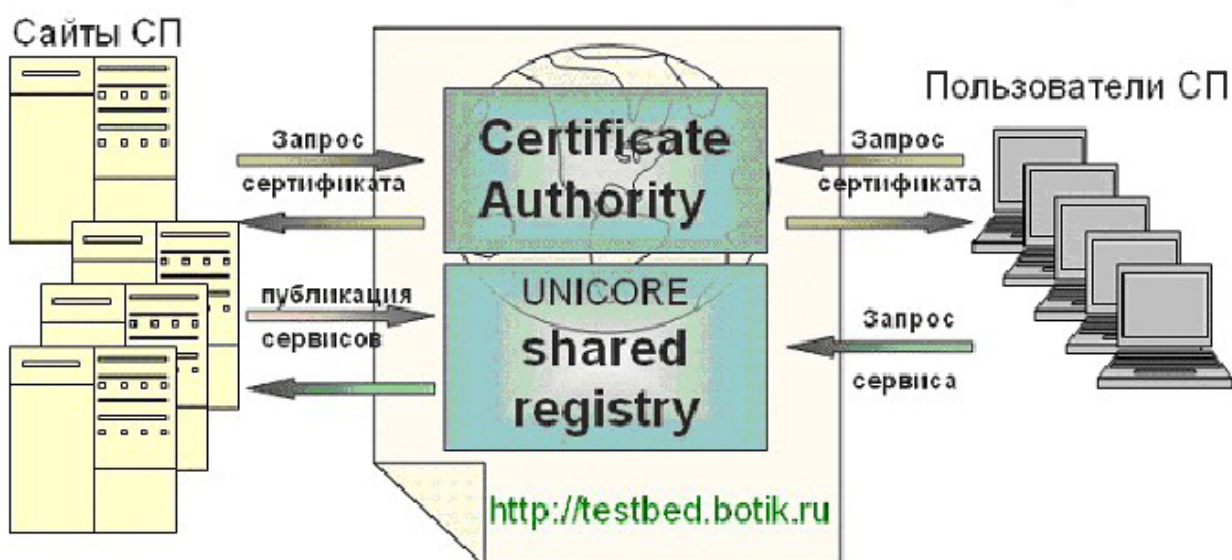 Сайты СП
Запрос
сертификата
публикация
сервисов
Certificate
Authority
UNICORE
shared
registry
http://testbed.botik.ru
Пользователи СП
Запрос
сертификата
Запрос
сервиса